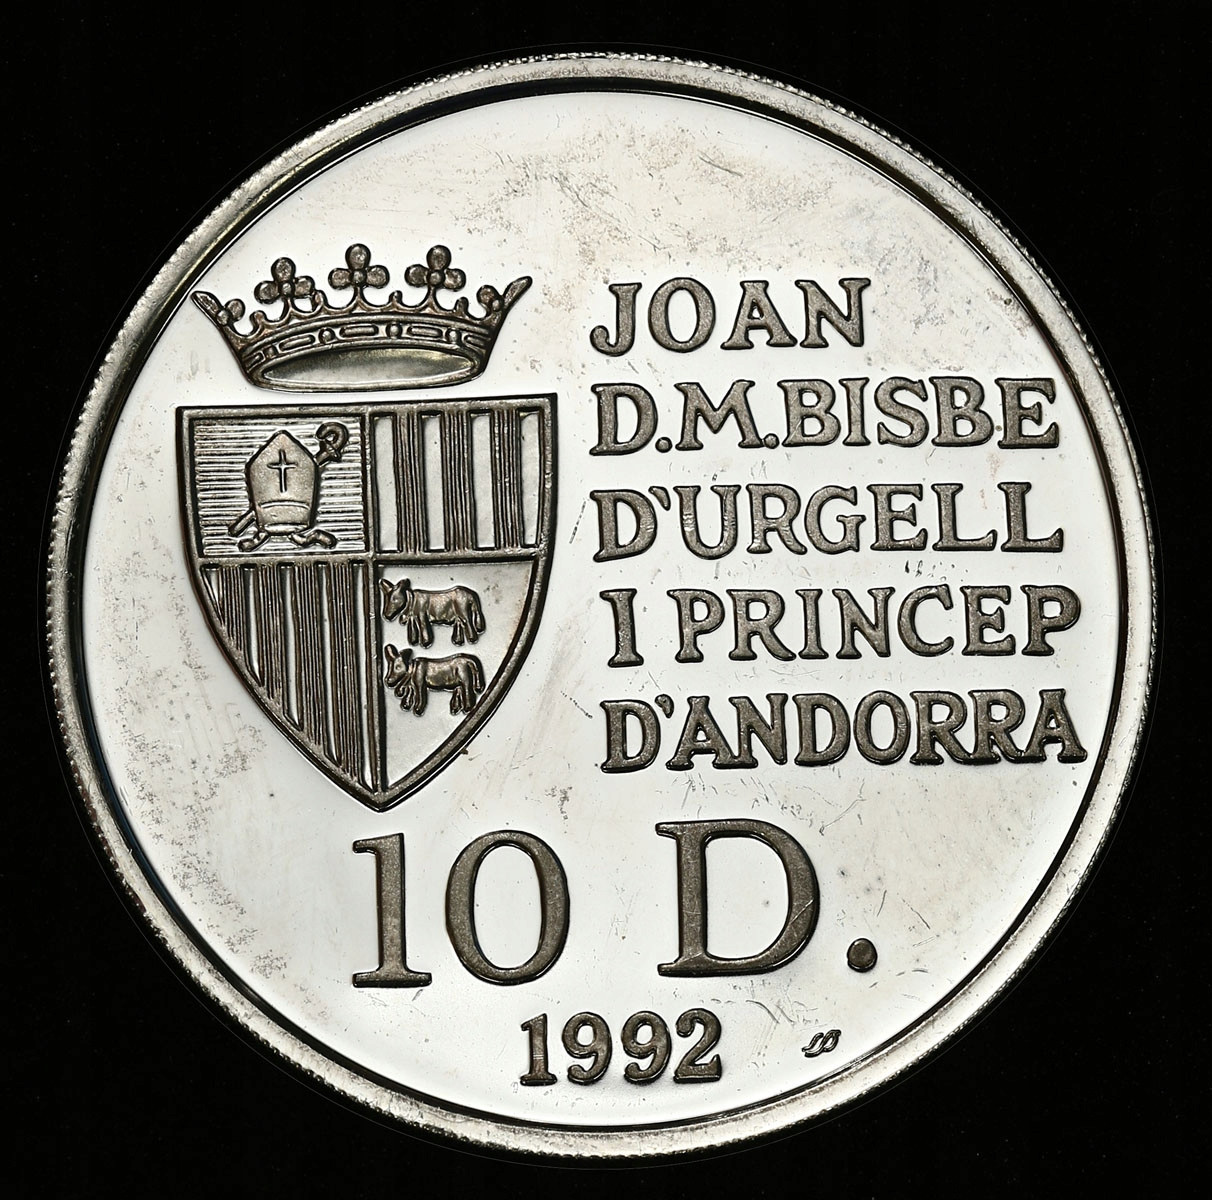 JOAN
D.M.BISBE
D'URGELL
I PRINCEP
D'ANDORRA
10 D.
1992